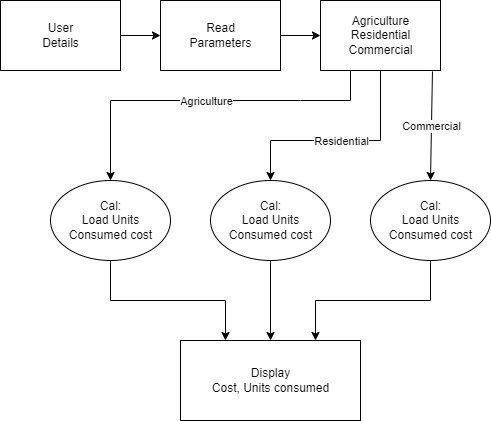 User
Details
Read
Parameters
Agriculture
Residential
Commercial
Agriculture
Residential
Commercial
Cal:
Load Units
Consumed cost
Cal:
Load Units
Consumed cost
Cal:
Load Units
Consumed cost
Display
Cost, Units consumed